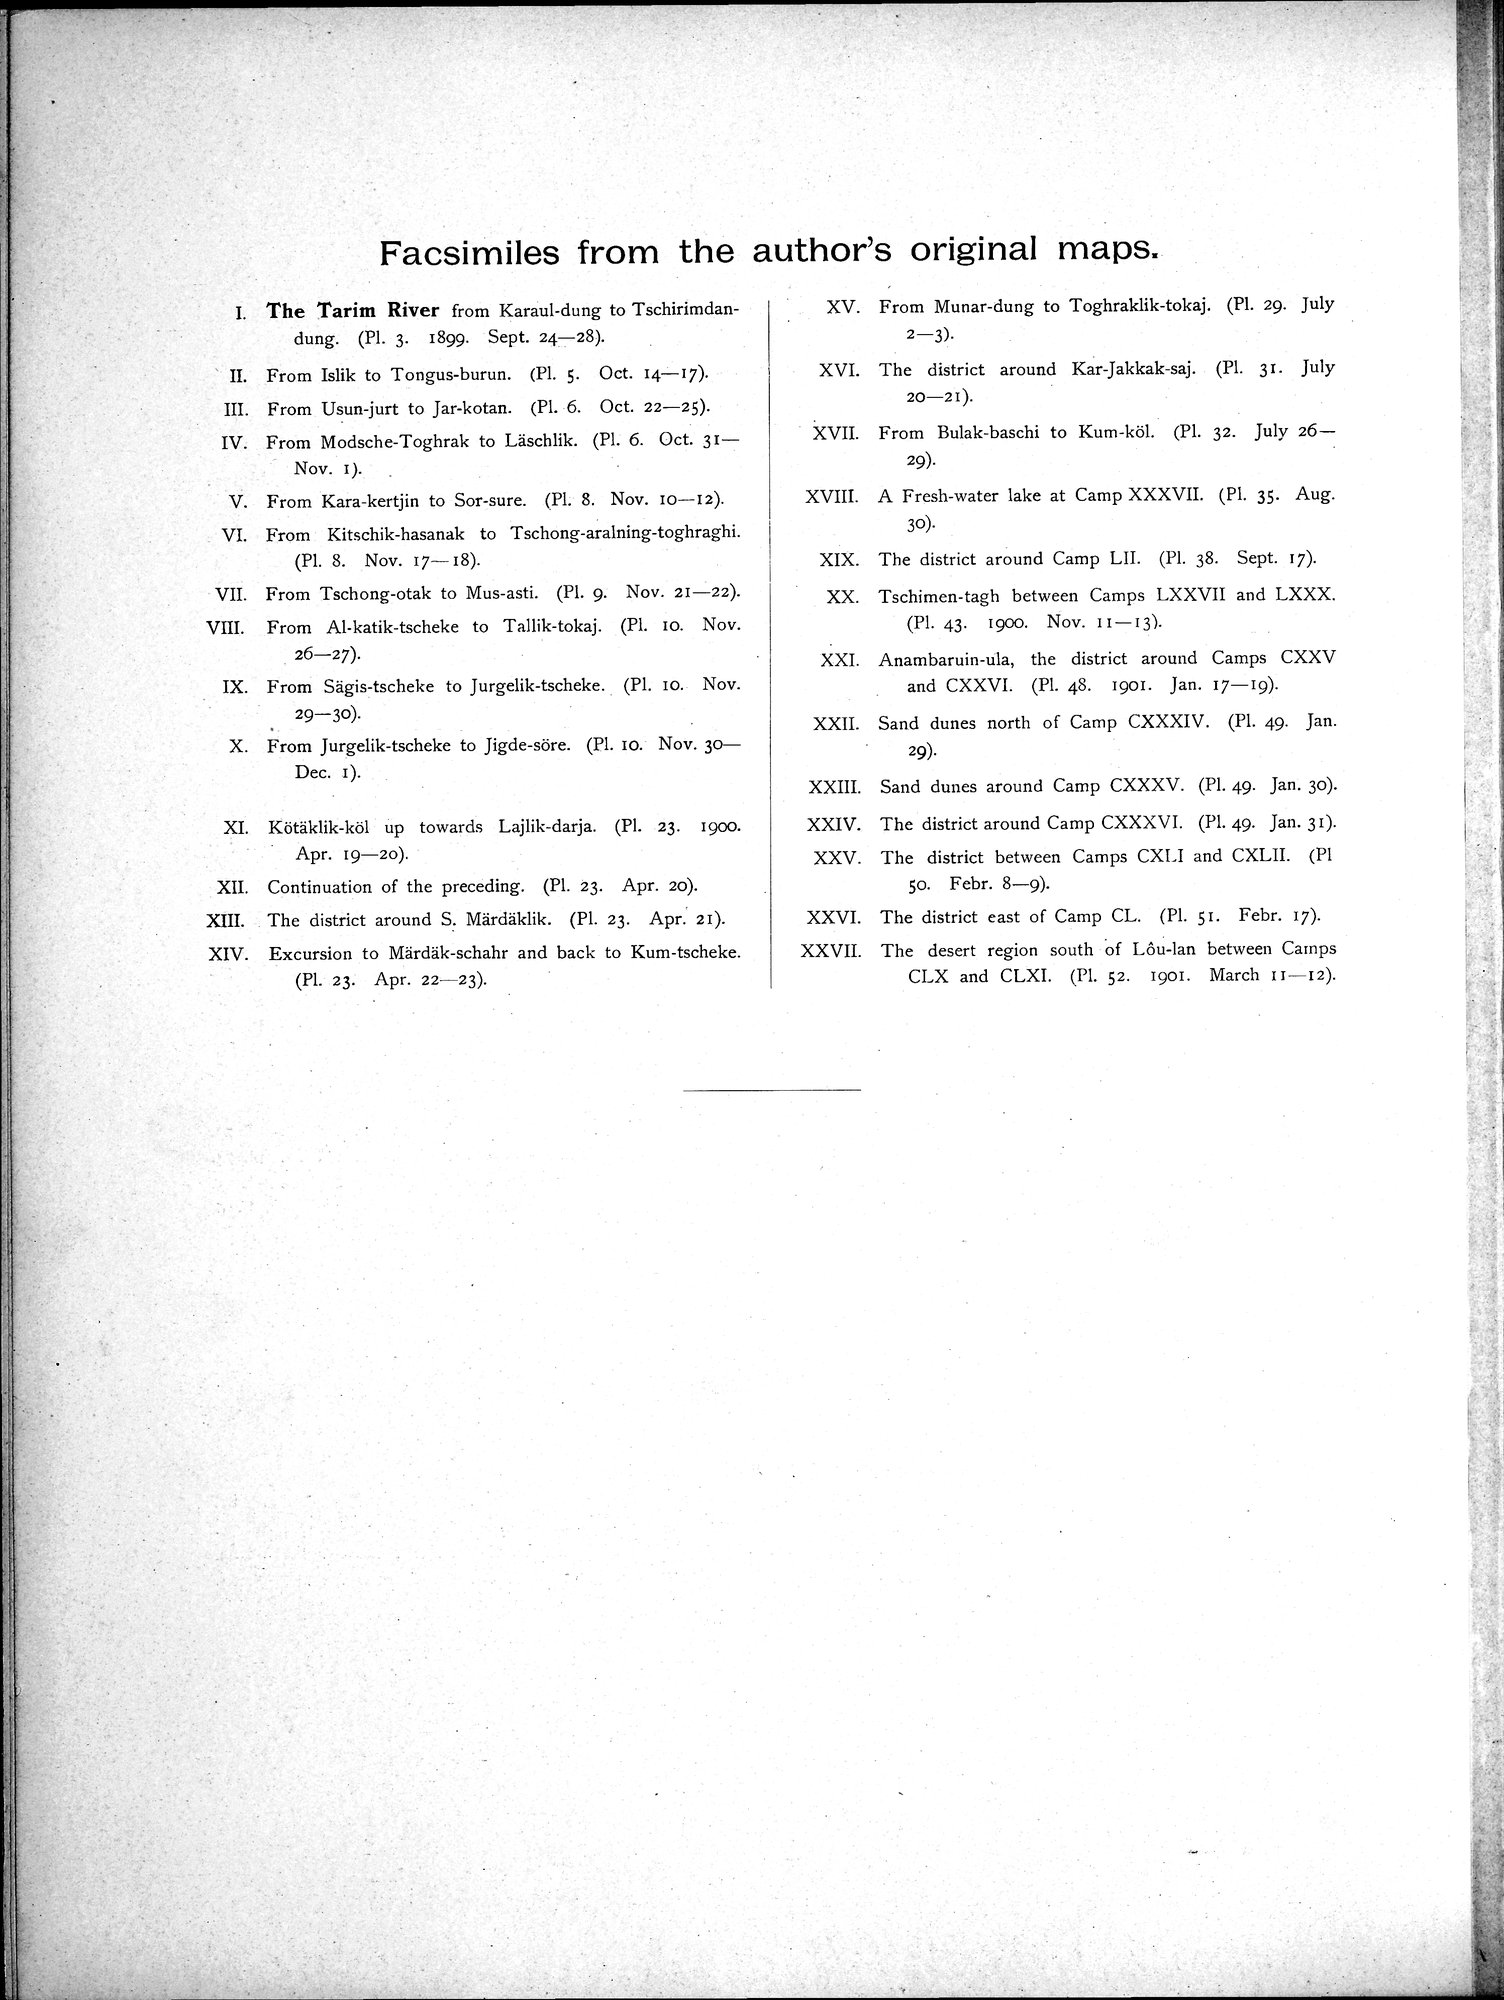 Facsimiles from the author's original maps.
I. The Tarim River from Karaul-dung to Tschirimdan-
dung. (Pl. 3. 1899. Sept. 24—28).
II. From Islik to Tongus-burun. (Pl. 5. Oct. 14—17).
III. From Usun-jurt to Jar-kotan. (Pl. 6. Oct. 22—25).
IV. From Modsche-Toghrak to Läschlik. (Pl. 6. Oct. 31—
Nov. 1).
V. From Kara-kertjin to Sor-sure. (Pl. 8. Nov. 10—12).
VI. From Kitschik-hasanak to Tschong-aralning-toghraghi.
(Pl. 8. Nov. 17—18).
VII. From Tschong-otak to Mus-asti. (Pl. 9. Nov. 21—22).
VIII. From Al-katik-tscheke to Tallik-tokaj. (Pl. 10. Nov.
26—27).
IX. From Sägis-tscheke to Jurgelik-tscheke. (Pl. 10. Nov.
29—30).
X. From Jurgelik-tscheke to Jigde-söre. (Pl. 10. Nov. 30—
Dec. 1).
XI. Kötäklik-köl up towards Lajlik-darja. (Pl. 23. 1900.
Apr. 19—20).
XII. Continuation of the preceding. (Pl. 23. Apr. 20).
XIII. The district around S. Märdäklik. (Pl. 23. Apr. 21).
XIV. Excursion to Märdäk-schahr and back to Kum-tscheke.
(Pl. 23. Apr. 22—23).
XV. From Munar-dung to Toghraklik-tokaj. (Pl. 29. July
2—3).
XVI. The district around Kar-Jakkak-saj. (Pl. 31. July
20—21).
XVII. From Bulak-baschi to Kum-köl. (Pl. 32. July 26—
29).
XVIII. A Fresh-water lake at Camp XXXVII. (Pl. 35. Aug.
30).
XIX. The district around Camp LII. (Pl. 38. Sept. 17).
XX. Tschimen-tagh between Camps LXXVII and LXXX.
(Pl. 43. 1900. Nov. 11—13).
XXI. Anambaruin-ula, the district around Camps CXXV
and CXXVI. (Pl. 48. 1901. Jan. 17—19).
XXII. Sand dunes north of Camp CXXXIV. (Pl. 49. Jan.
29).
XXIII. Sand dunes around Camp CXXXV. (Pl. 49. Jan. 30).
XXIV. The district around Camp CXXXVI. (Pl. 49. Jan. 31).
XXV. The district between Camps CXLI and CXLII. (Pl
50. Febr. 8—9).
XXVI. The district east of Camp CL. (Pl. 51. Febr. 17).
XXVII. The desert region south of Lôu-lan between Camps
CLX and CLXI. (Pl. 52. 1901. March 11—12).